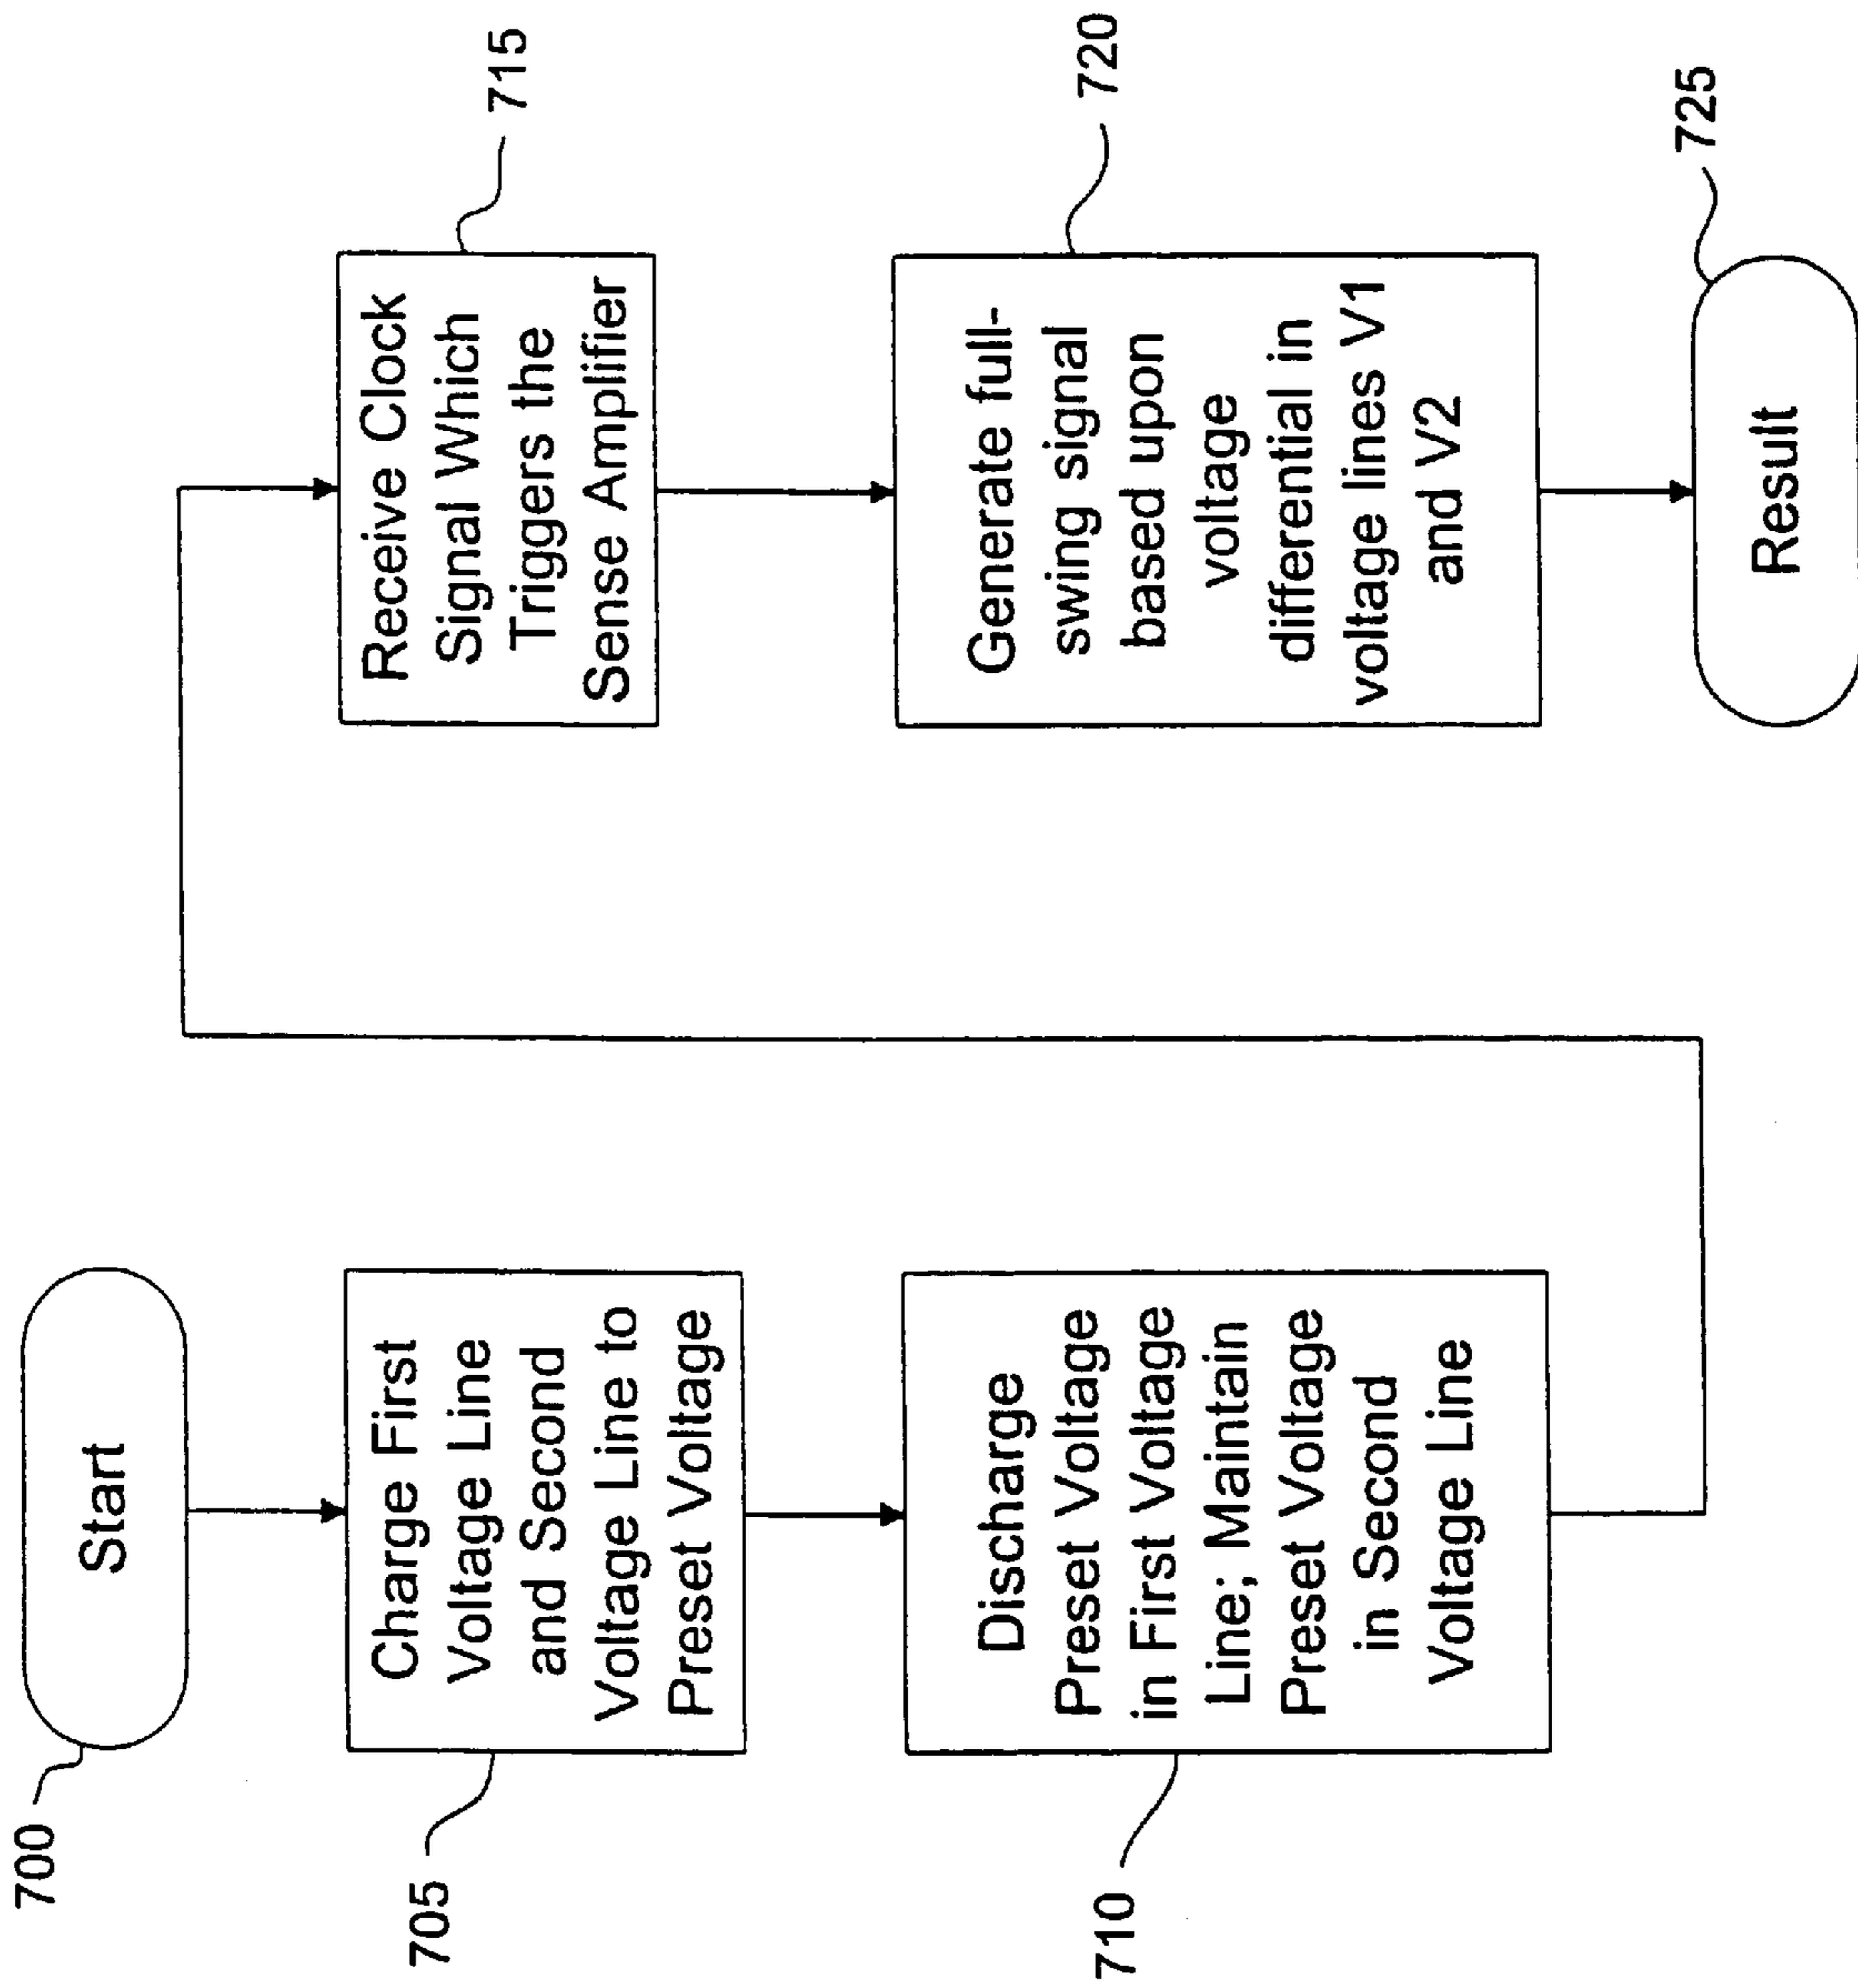 700
Start
705
Charge First
Voltage Line
and Second
Voltage Line to
Preset Voltage
710
Discharge
Preset Voltage
in First Voltage
Line; Maintain
Preset Voltage
in Second
Voltage Line
715
Receive Clock
Signal Which
Triggers the
Sense Amplifier
720
Generate full-
swing signal
based upon
voltage
differential in
voltage lines V1
and V2
725
Result